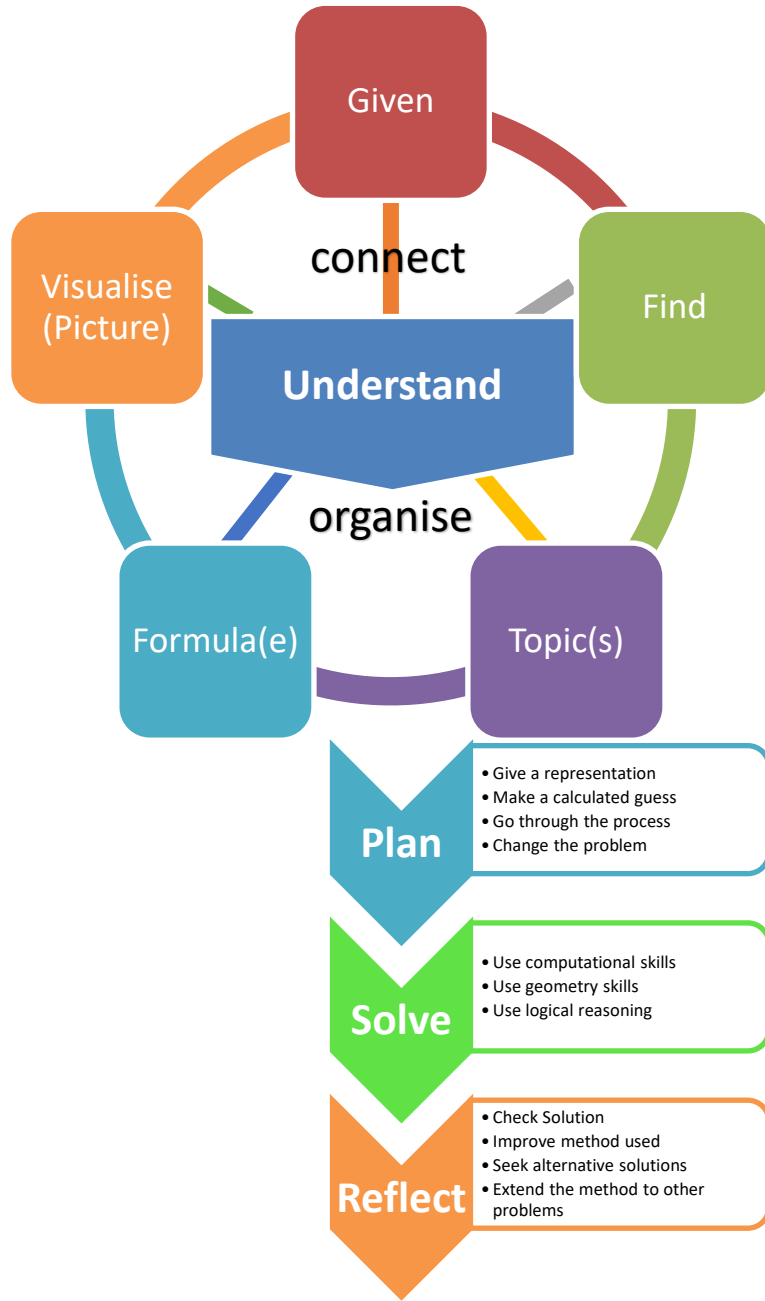 Given
connect
Visualise
(Picture)
Find
Understand
organise
Formula(e)
Topic(s)
Plan
• Give a representation
• Make a calculated guess
• Go through the process
• Change the problem
Solve
• Use computational skills
• Use geometry skills
• Use logical reasoning
Reflect
• Check Solution
• Improve method used
• Seek alternative solutions
• Extend the method to other
problems